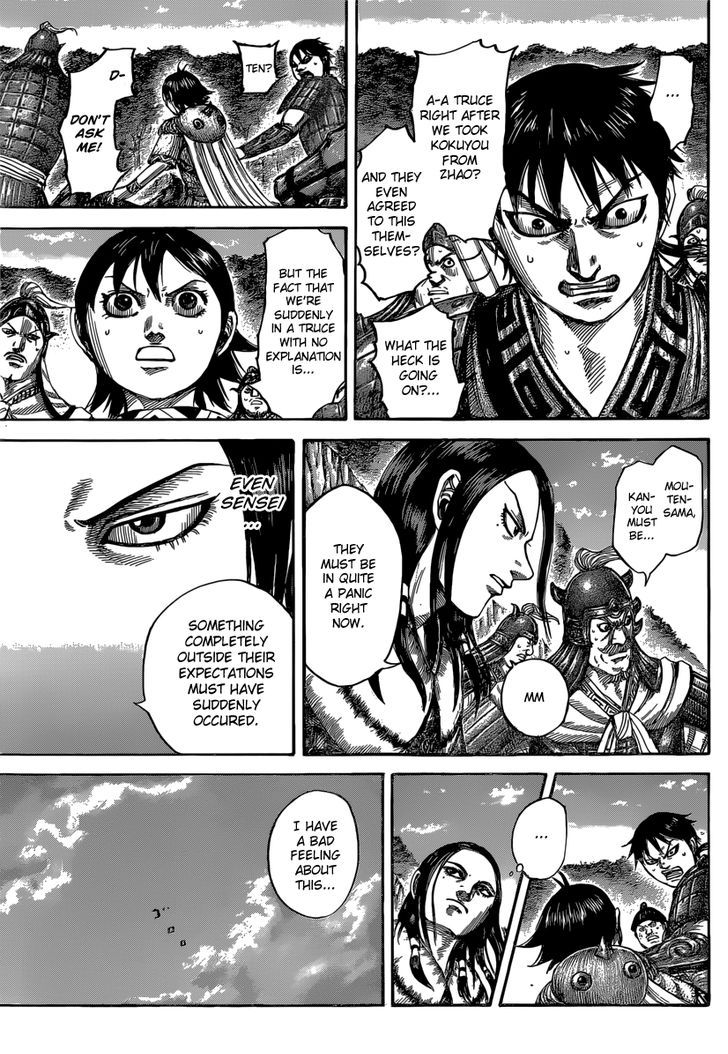 ...
A-A TRUCE
RIGHT AFTER
WE TOOK
KOKUYOU
FROM
ZHAO?
AND THEY
EVEN
AGREED
TO THIS
THEM-
SELVES?
WHAT
THE
HECK IS
GOING
ON?...
TEN?
D-
DON'T
ASK
ME!
BUT THE
FACT THAT
WE'RE
SUDDENLY
IN A TRUCE
WITH NO
EXPLANATION
IS...
MOU-
TEN-
SAMA,
KAN-
YOU MUST
BE...
MM
THEY
MUST BE
IN QUITE
A PANIC
RIGHT
NOW.
EVEN
SENSEI
...
SOMETHING
COMPLETELY
OUTSIDE THEIR
EXPECTATIONS
MUST HAVE
SUDDENLY
OCCURED.
...
I HAVE
A BAD
FEELING
ABOUT
THIS...